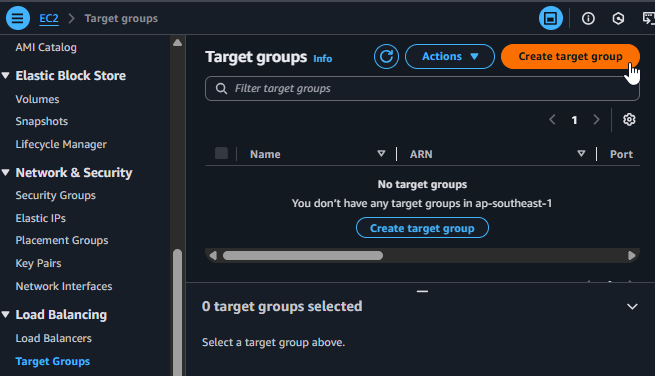 EC2 > Target groups
AMI Catalog
Elastic Block Store
Volumes
Snapshots
Lifecycle Manager
Network & Security
Security Groups
Elastic IPs
Placement Groups
Key Pairs
Network Interfaces
Load Balancing
Load Balancers
Target Groups
Target groups Info
Actions
Create target group
Filter target groups
1
Name
ARN
Port
No target groups
You don't have any target groups in ap-southeast-1
Create target group
0 target groups selected
Select a target group above.